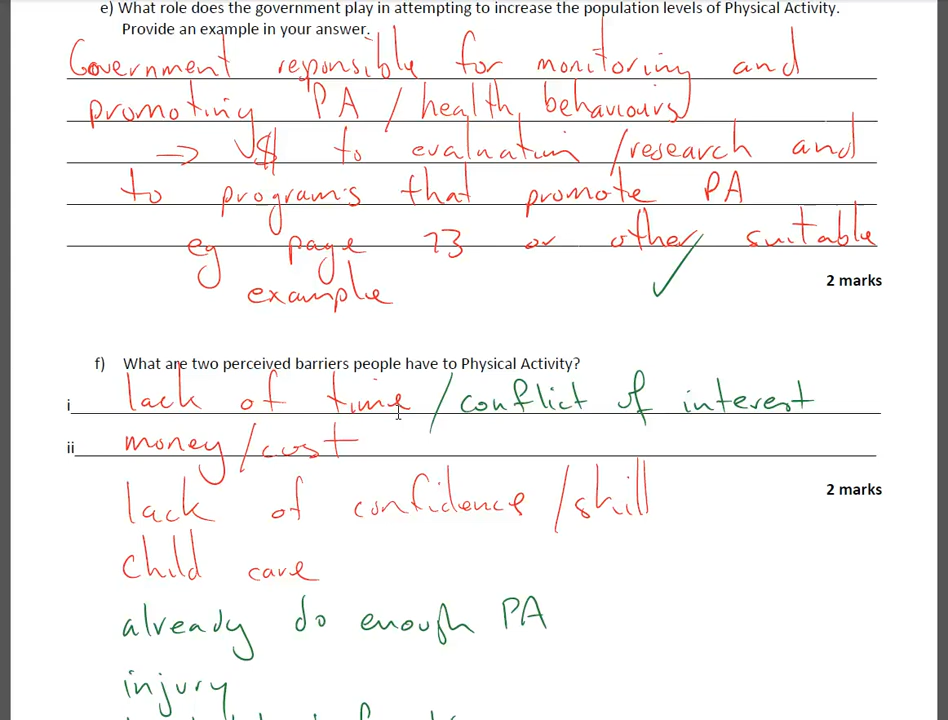 e) What role does the government play in attempting to increase the population levels of Physical Activity.
Provide an example in your answer.
Government reponsible for monitoring and
promoting PA / health behaviours
→ $ to evaluation /research and
to programs that promote PA
eg page 73 or other suitable
example
2 marks
f) What are two perceived barriers people have to Physical Activity?
i lack of time / conflict of interest
ii money/cost
2 marks
lack of confidence /skill
child care
already do enough PA
injury